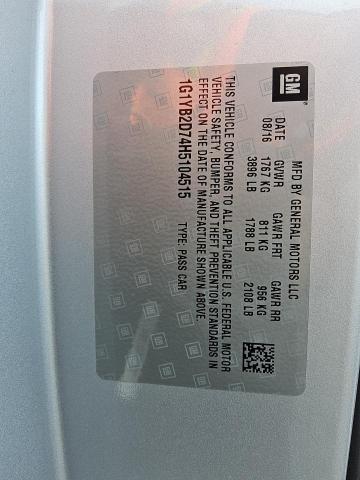 GM
MFD BY GENERAL MOTORS LLC
DATE GVWR GAWR FRT GAWR RR
08/16 1767 KG 811 KG 956 KG
3896 LB 1788 LB 2108 LB
THIS VEHICLE CONFORMS TO ALL APPLICABLE U.S. FEDERAL MOTOR
VEHICLE SAFETY, BUMPER, AND THEFT PREVENTION STANDARDS IN
EFFECT ON THE DATE OF MANUFACTURE SHOWN ABOVE.
1G1YB2D74H5104515 TYPE: PASS CAR